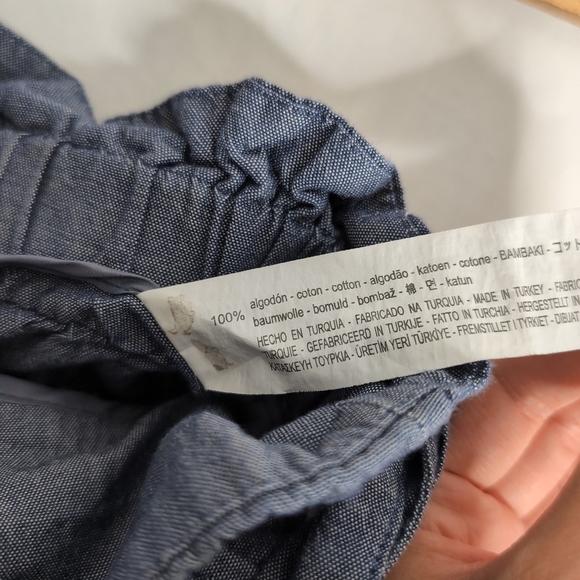 100% algodón - coton - cotton - algodão - katoen - cotone - ΒΑΜΒΑΚΙ - コット
baumwolle - bomuld - bombaž - 棉 - 면 - katun
HECHO EN TURQUIA - FABRICADO NA TURQUIA - MADE IN TURKEY - FABRIC
TURQUIE - GEFABRICEERD IN TURKIJE - FATTO IN TURCHIA - HERGESTELLT IN
ΚΑΤΑΣΚΕΥΗ ΤΟΥΡΚΙΑ - ÜRETİM YERİ TÜRKİYE - FREMSTILLET I TYRKIET - DIBUAT